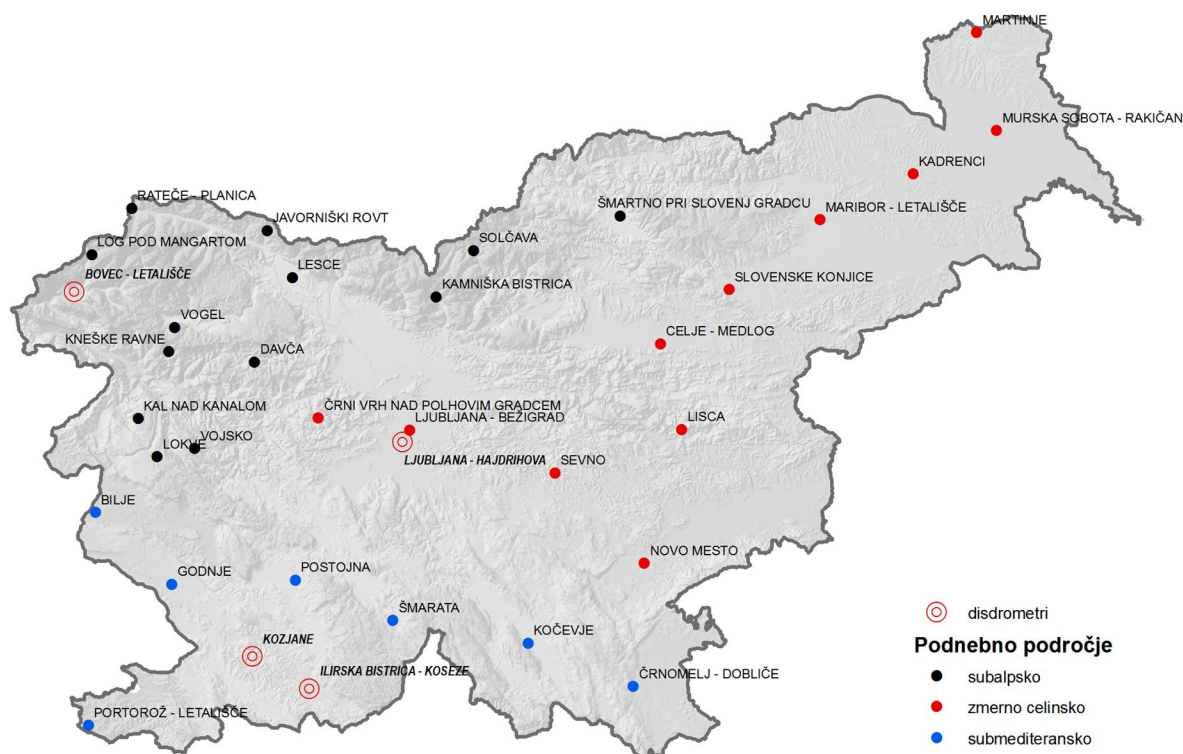 MARTINJE
MURSKA SOBOTA - RAKIČAN
KADRENCI
RATEČE - PLANICA
ŠMARTNO PRI SLOVENJ GRADCU
MARIBOR - LETALIŠČE
JAVORNIŠKI ROVT
LOG POD MANGARTOM
SOLČAVA
BOVEC - LETALIŠČE
LESCE
KAMNIŠKA BISTRICA
SLOVENSKE KONJICE
VOGEL
KNEŠKE RAVNE
DAVČA
CELJE - MEDLOG
KAL NAD KANALOM
ČRNI VRH NAD POLHOVIM GRADCEM
LJUBLJANA - BEŽIGRAD
LISCA
VOJSKO
LOKVE
LJUBLJANA - HAJDRIHOVA
SEVNO
BILJE
NOVO MESTO
GODNJE
POSTOJNA
ŠMARATA
KOČEVJE
KOZJANE
ILIRSKA BISTRICA - KOSEZE
ČRNOMELJ - DOBLIČE
PORTOROŽ - LETALIŠČE
disdrometri
Podnebno področje
subalpsko
zmerno celinsko
submediteransko